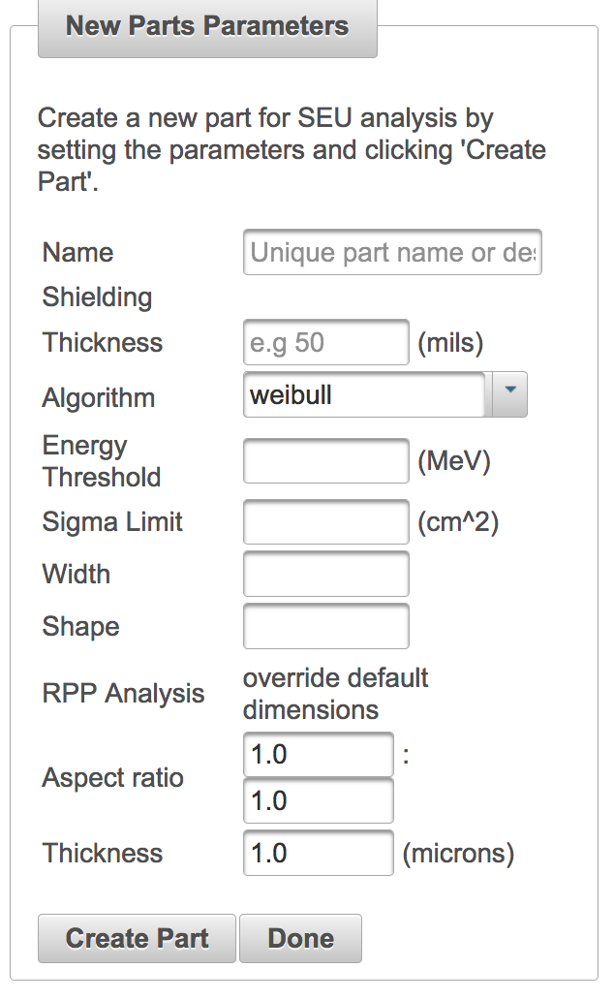 New Parts Parameters
Create a new part for SEU analysis by
setting the parameters and clicking 'Create
Part'.
Name Unique part name or des
Shielding
Thickness e.g 50 (mils)
Algorithm weibull
Energy
Threshold (MeV)
Sigma Limit (cm^2)
Width
Shape
RPP Analysis override default
dimensions
Aspect ratio 1.0 :
1.0
Thickness 1.0 (microns)
Create Part Done